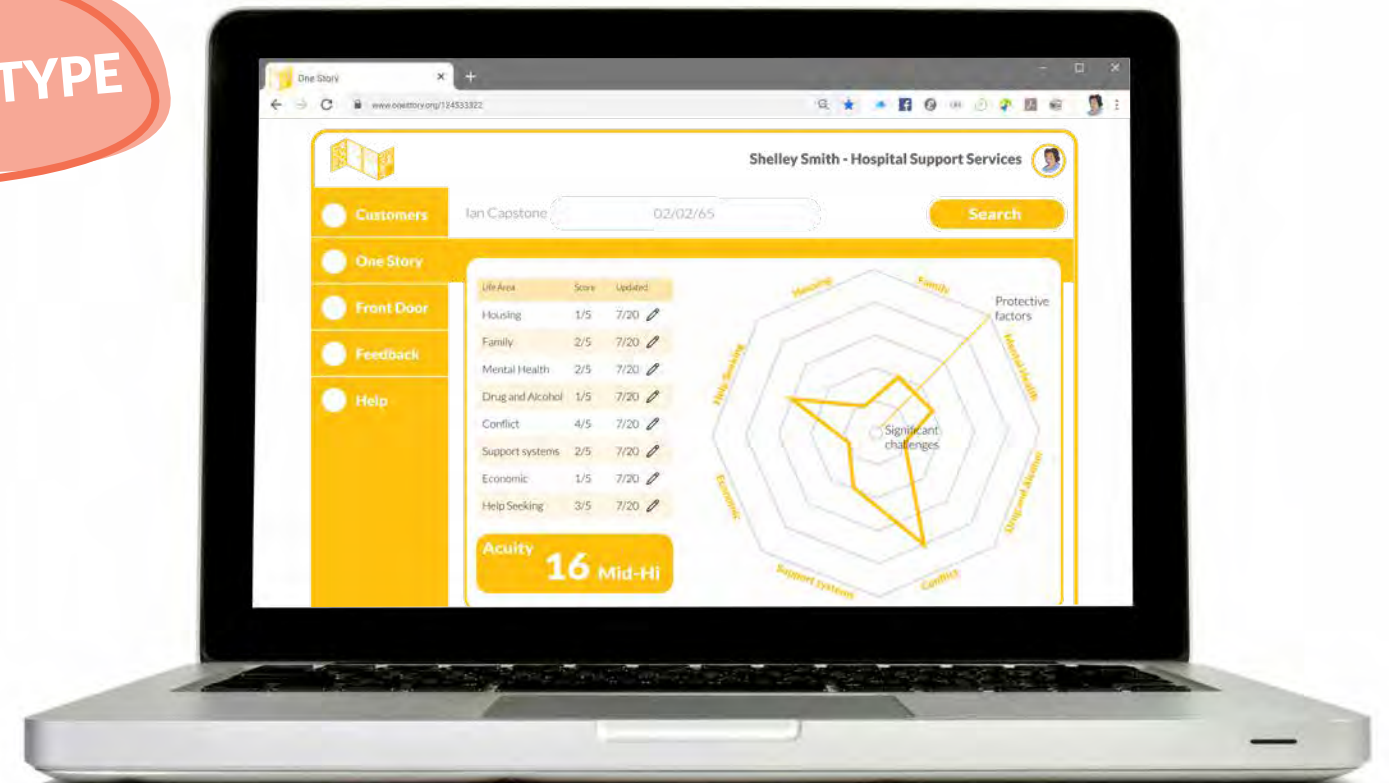 TYPE
One Story
www.onestory.org/134533322
Shelley Smith - Hospital Support Services
Customers
Ian Capstone 02/02/65 Search
One Story
Front Door
Feedback
Help
Life Area Score Updated
Housing 1/5 7/20
Family 2/5 7/20
Mental Health 2/5 7/20
Drug and Alcohol 1/5 7/20
Conflict 4/5 7/20
Support systems 2/5 7/20
Economic 1/5 7/20
Help Seeking 3/5 7/20
Acuity
16 Mid-Hi
Housing
Family
Protective
factors
Mental Health
Drug and Alcohol
Conflict
Support systems
Economic
Help Seeking
Significant
challenges